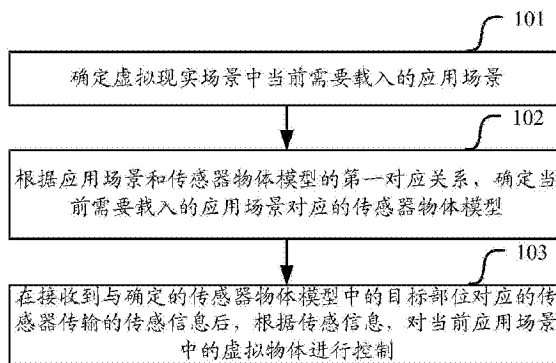 101
确定虚拟现实场景中当前需要载入的应用场景
102
根据应用场景和传感器物体模型的第一对应关系，确定当
前需要载入的应用场景对应的传感器物体模型
103
在接收到与确定的传感器物体模型中的目标部位对应的传
感器传输的传感信息后，根据传感信息，对当前应用场景
中的虚拟物体进行控制